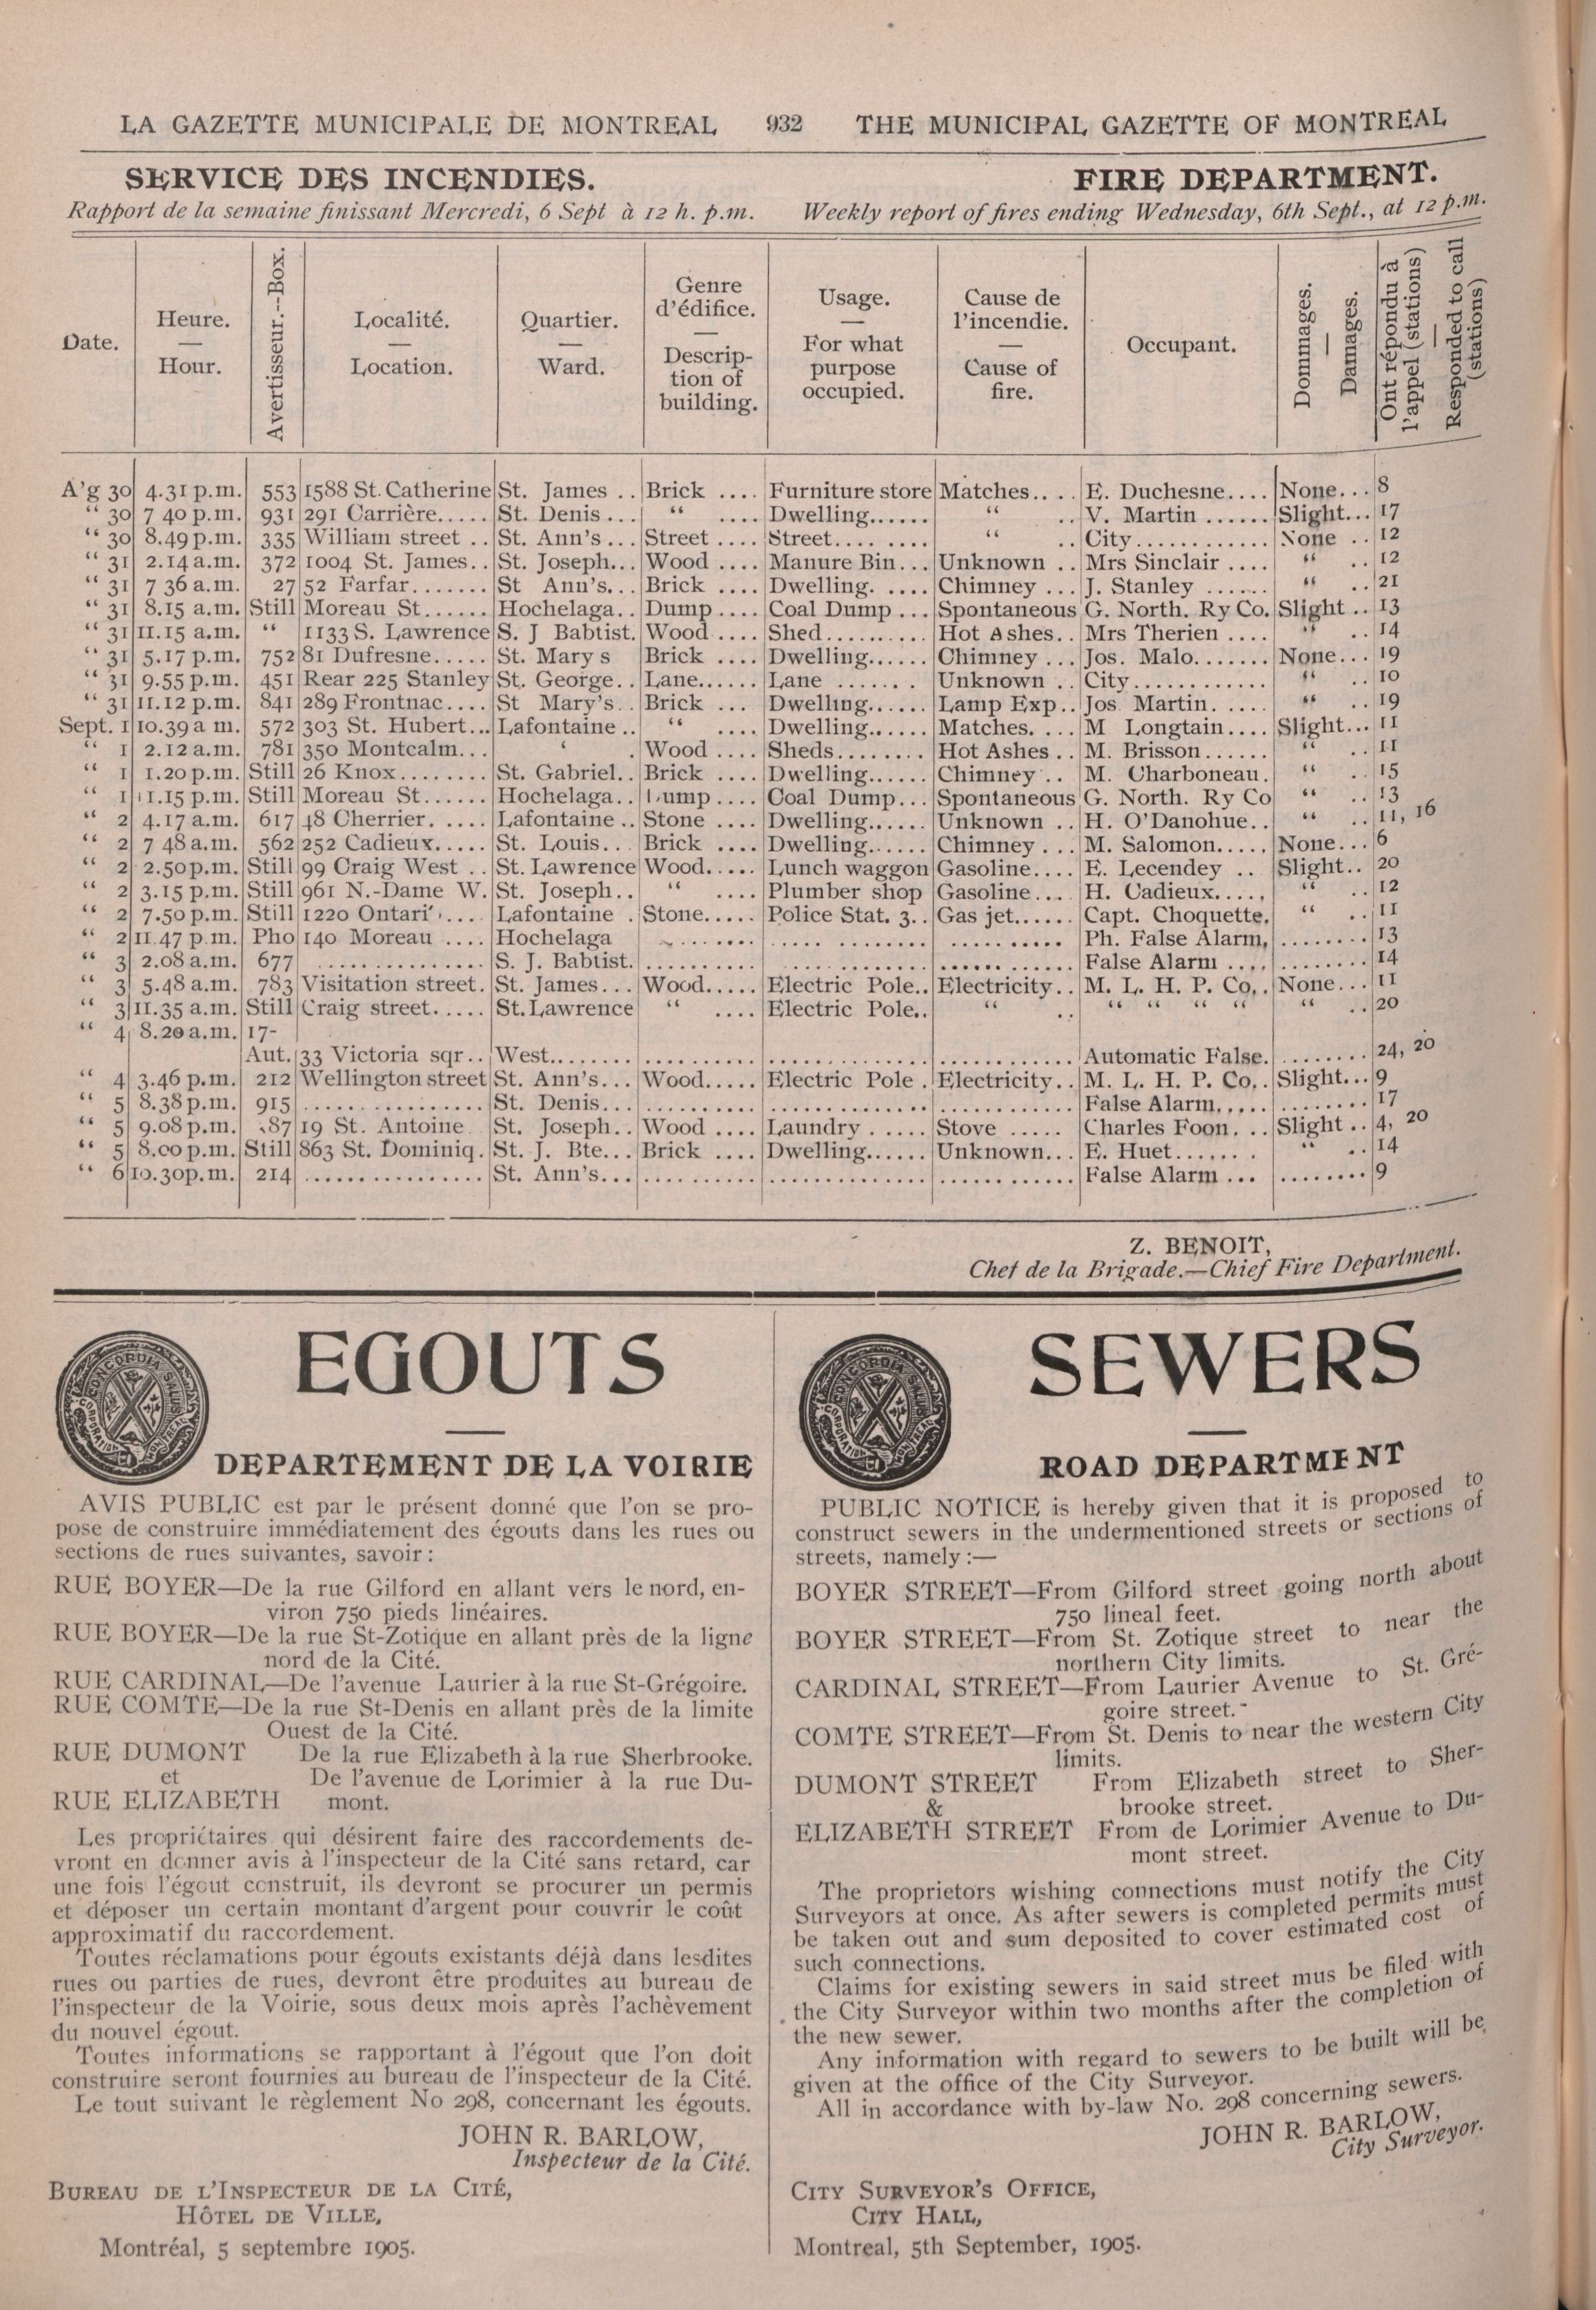 LA GAZETTE MUNICIPALE DE MONTREAL 932 THE MUNICIPAL GAZETTE OF MONTREAL
SERVICE DES INCENDIES.
Rapport de la semaine finissant Mercredi, 6 Sept à 12 h. p.m.
FIRE DEPARTMENT.
Weekly report of fires ending Wednesday, 6th Sept., at 12 p.m.
Date.
Heure.
—
Hour.
Avertisseur.--Box.
Localité.
—
Location.
Quartier.
—
Ward.
Genre
d'édifice.
—
Descrip-
tion of
building.
Usage.
—
For what
purpose
occupied.
Cause de
l'incendie.
—
Cause of
fire.
Occupant.
Dommages.
—
Damages.
Ont répondu à
l'appel (stations)
—
Responded to call
(stations)
A'g 30 4.31 p.m. 553 1588 St. Catherine St. James .. Brick .... Furniture store Matches.. .. E. Duchesne.... None... 8
“ 30 7 40 p.m. 931 291 Carrière..... St. Denis ... “ .... Dwelling...... “ .. V. Martin ...... Slight... 17
“ 30 8.49 p.m. 335 William street .. St. Ann's ... Street .... Street.... .... “ .. City............ None .. 12
“ 31 2.14 a.m. 372 1004 St. James.. St. Joseph... Wood .... Manure Bin... Unknown .. Mrs Sinclair .... “ .. 12
“ 31 7 36 a.m. 27 52 Farfar....... St Ann's... Brick .... Dwelling. .... Chimney ... J. Stanley ...... “ .. 21
“ 31 8.15 a.m. Still Moreau St...... Hochelaga.. Dump .... Coal Dump ... Spontaneous G. North. Ry Co. Slight .. 13
“ 31 11.15 a.m. “ 1133 S. Lawrence S. J Babtist. Wood .... Shed.......... Hot Ashes.. Mrs Therien .... “ .. 14
“ 31 5.17 p.m. 752 81 Dufresne..... St. Mary s Brick .... Dwelling...... Chimney ... Jos. Malo....... None... 19
“ 31 9.55 p.m. 451 Rear 225 Stanley St. George.. Lane...... Lane ....... Unknown .. City............ “ .. 10
“ 31 11.12 p.m. 841 289 Frontnac.... St Mary's.. Brick ... Dwelling...... Lamp Exp.. Jos. Martin. .... “ .. 19
Sept. 1 10.39 a m. 572 303 St. Hubert... Lafontaine .. “ .... Dwelling...... Matches. ... M Longtain.... Slight... 11
“ 1 2.12 a.m. 781 350 Montcalm... ‘ . Wood .... Sheds........ Hot Ashes .. M. Brisson...... “ .. 11
“ 1 1.20 p.m. Still 26 Knox........ St. Gabriel.. Brick .... Dwelling...... Chimney .. M. Charboneau. “ .. 15
“ 1 11.15 p.m. Still Moreau St...... Hochelaga.. ump .... Coal Dump... Spontaneous G. North. Ry Co “ .. 13
“ 2 4.17 a.m. 617 48 Cherrier. .... Lafontaine .. Stone .... Dwelling...... Unknown .. H. O'Danohue.. “ .. 11, 16
“ 2 7 48 a.m. 562 252 Cadieux..... St. Louis... Brick .... Dwelling...... Chimney ... M. Salomon...., None... 6
“ 2 2.50 p.m. Still 99 Craig West .. St. Lawrence Wood..... Lunch waggon Gasoline.... E. Lecendey .. Slight.. 20
“ 2 3.15 p.m. Still 961 N.-Dame W. St. Joseph.. “ .... Plumber shop Gasoline.... H. Cadieux...., “ .. 12
“ 2 7.50 p.m. Still 1220 Ontari .... Lafontaine . Stone..... Police Stat. 3.. Gas jet...... Capt. Choquette. “ .. 11
“ 2 11.47 p.m. Pho 140 Moreau .... Hochelaga ........ ..... ........ .......... Ph. False Alarm, ........ 13
“ 3 2.08 a.m. 677 ............... S. J. Babtist. .......... ............. ............ False Alarm .... ........ 14
“ 3 5.48 a.m. 783 Visitation street. St. James... Wood..... Electric Pole.. Electricity.. M. L. H. P. Co,. None... 11
“ 3 11.35 a.m. Still Craig street..... St. Lawrence “ .... Electric Pole.. “ .. “ “ “ “ “ .. 20
“ 4 8.20 a.m. 17-
Aut. 33 Victoria sqr.. West........ .......... .............. ............ Automatic False. ........ 24, 20
“ 4 3.46 p.m. 212 Wellington street St. Ann's... Wood..... Electric Pole . Electricity.. M. L. H. P. Co.. Slight... 9
“ 5 8.38 p.m. 915 ................ St. Denis... .......... .............. ............ False Alarm..... ........ 17
“ 5 9.08 p.m. 87 19 St. Antoine St. Joseph.. Wood .... Laundry ..... Stove ..... Charles Foon. .. Slight .. 4, 20
“ 5 8.00 p.m. Still 863 St. Dominiq. St. J. Bte... Brick .... Dwelling...... Unknown... E. Huet....... “ .. 14
“ 6 10.30p.m. 214 ................ St. Ann's... .......... .............. ............ False Alarm ... ........ 9
Z. BENOIT,
Chef de la Brigade.—Chief Fire Department.
EGOUTS
DEPARTEMENT DE LA VOIRIE
AVIS PUBLIC est par le présent donné que l'on se pro-
pose de construire immédiatement des égouts dans les rues ou
sections de rues suivantes, savoir :
RUE BOYER—De la rue Gilford en allant vers le nord, en-
viron 750 pieds linéaires.
RUE BOYER—De la rue St-Zotique en allant près de la ligne
nord de la Cité.
RUE CARDINAL—De l'avenue Laurier à la rue St-Grégoire.
RUE COMTE—De la rue St-Denis en allant près de la limite
Ouest de la Cité.
RUE DUMONT De la rue Elizabeth à la rue Sherbrooke.
et De l'avenue de Lorimier à la rue Du-
RUE ELIZABETH mont.
Les propriétaires qui désirent faire des raccordements de-
vront en donner avis à l'inspecteur de la Cité sans retard, car
une fois l'égout construit, ils devront se procurer un permis
et déposer un certain montant d'argent pour couvrir le coût
approximatif du raccordement.
Toutes réclamations pour égouts existants déjà dans lesdites
rues ou parties de rues, devront être produites au bureau de
l'inspecteur de la Voirie, sous deux mois après l'achèvement
du nouvel égout.
Toutes informations se rapportant à l'égout que l'on doit
construire seront fournies au bureau de l'inspecteur de la Cité.
Le tout suivant le règlement No 298, concernant les égouts.
JOHN R. BARLOW,
Inspecteur de la Cité.
BUREAU DE L'INSPECTEUR DE LA CITÉ,
HÔTEL DE VILLE,
Montréal, 5 septembre 1905.
CONCORDIA SALUS
SEWERS
ROAD DEPARTMENT
PUBLIC NOTICE is hereby given that it is proposed to
construct sewers in the undermentioned streets or sections of
streets, namely :—
BOYER STREET—From Gilford street going north about
750 lineal feet.
BOYER STREET—From St. Zotique street to near the
northern City limits.
CARDINAL STREET—From Laurier Avenue to St. Gré-
goire street.
COMTE STREET—From St. Denis to near the western City
limits.
DUMONT STREET From Elizabeth street to Sher-
& brooke street.
ELIZABETH STREET From de Lorimier Avenue to Du-
mont street.
The proprietors wishing connections must notify the City
Surveyors at once. As after sewers is completed permits must
be taken out and sum deposited to cover estimated cost of
such connections.
Claims for existing sewers in said street mus be filed with
the City Surveyor within two months after the completion of
the new sewer.
Any information with regard to sewers to be built will be
given at the office of the City Surveyor.
All in accordance with by-law No. 298 concerning sewers.
JOHN R. BARLOW,
City Surveyor.
CITY SURVEYOR'S OFFICE,
CITY HALL,
Montreal, 5th September, 1905.
CONCORDIA SALUS